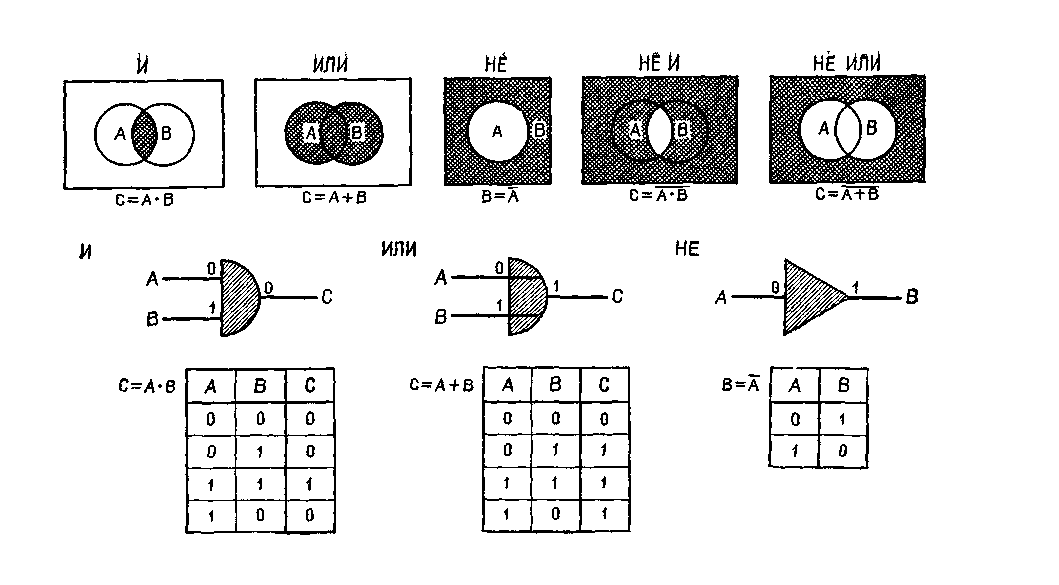 И ИЛИ НЕ НЕ И НЕ ИЛИ
A B A B A B A B A B
C=A·B C=A+B B=A̅ C=A̅·̅B̅ C=A̅+̅B̅
И ИЛИ НЕ
A 0 0 C A 0 1 C A 0 1 B
B 1 B 1
C=A·B A B C C=A+B A B C B=A̅ A B
0 0 0 0 0 0 0 1
0 1 0 0 1 1 1 0
1 1 1 1 1 1
1 0 0 1 0 1